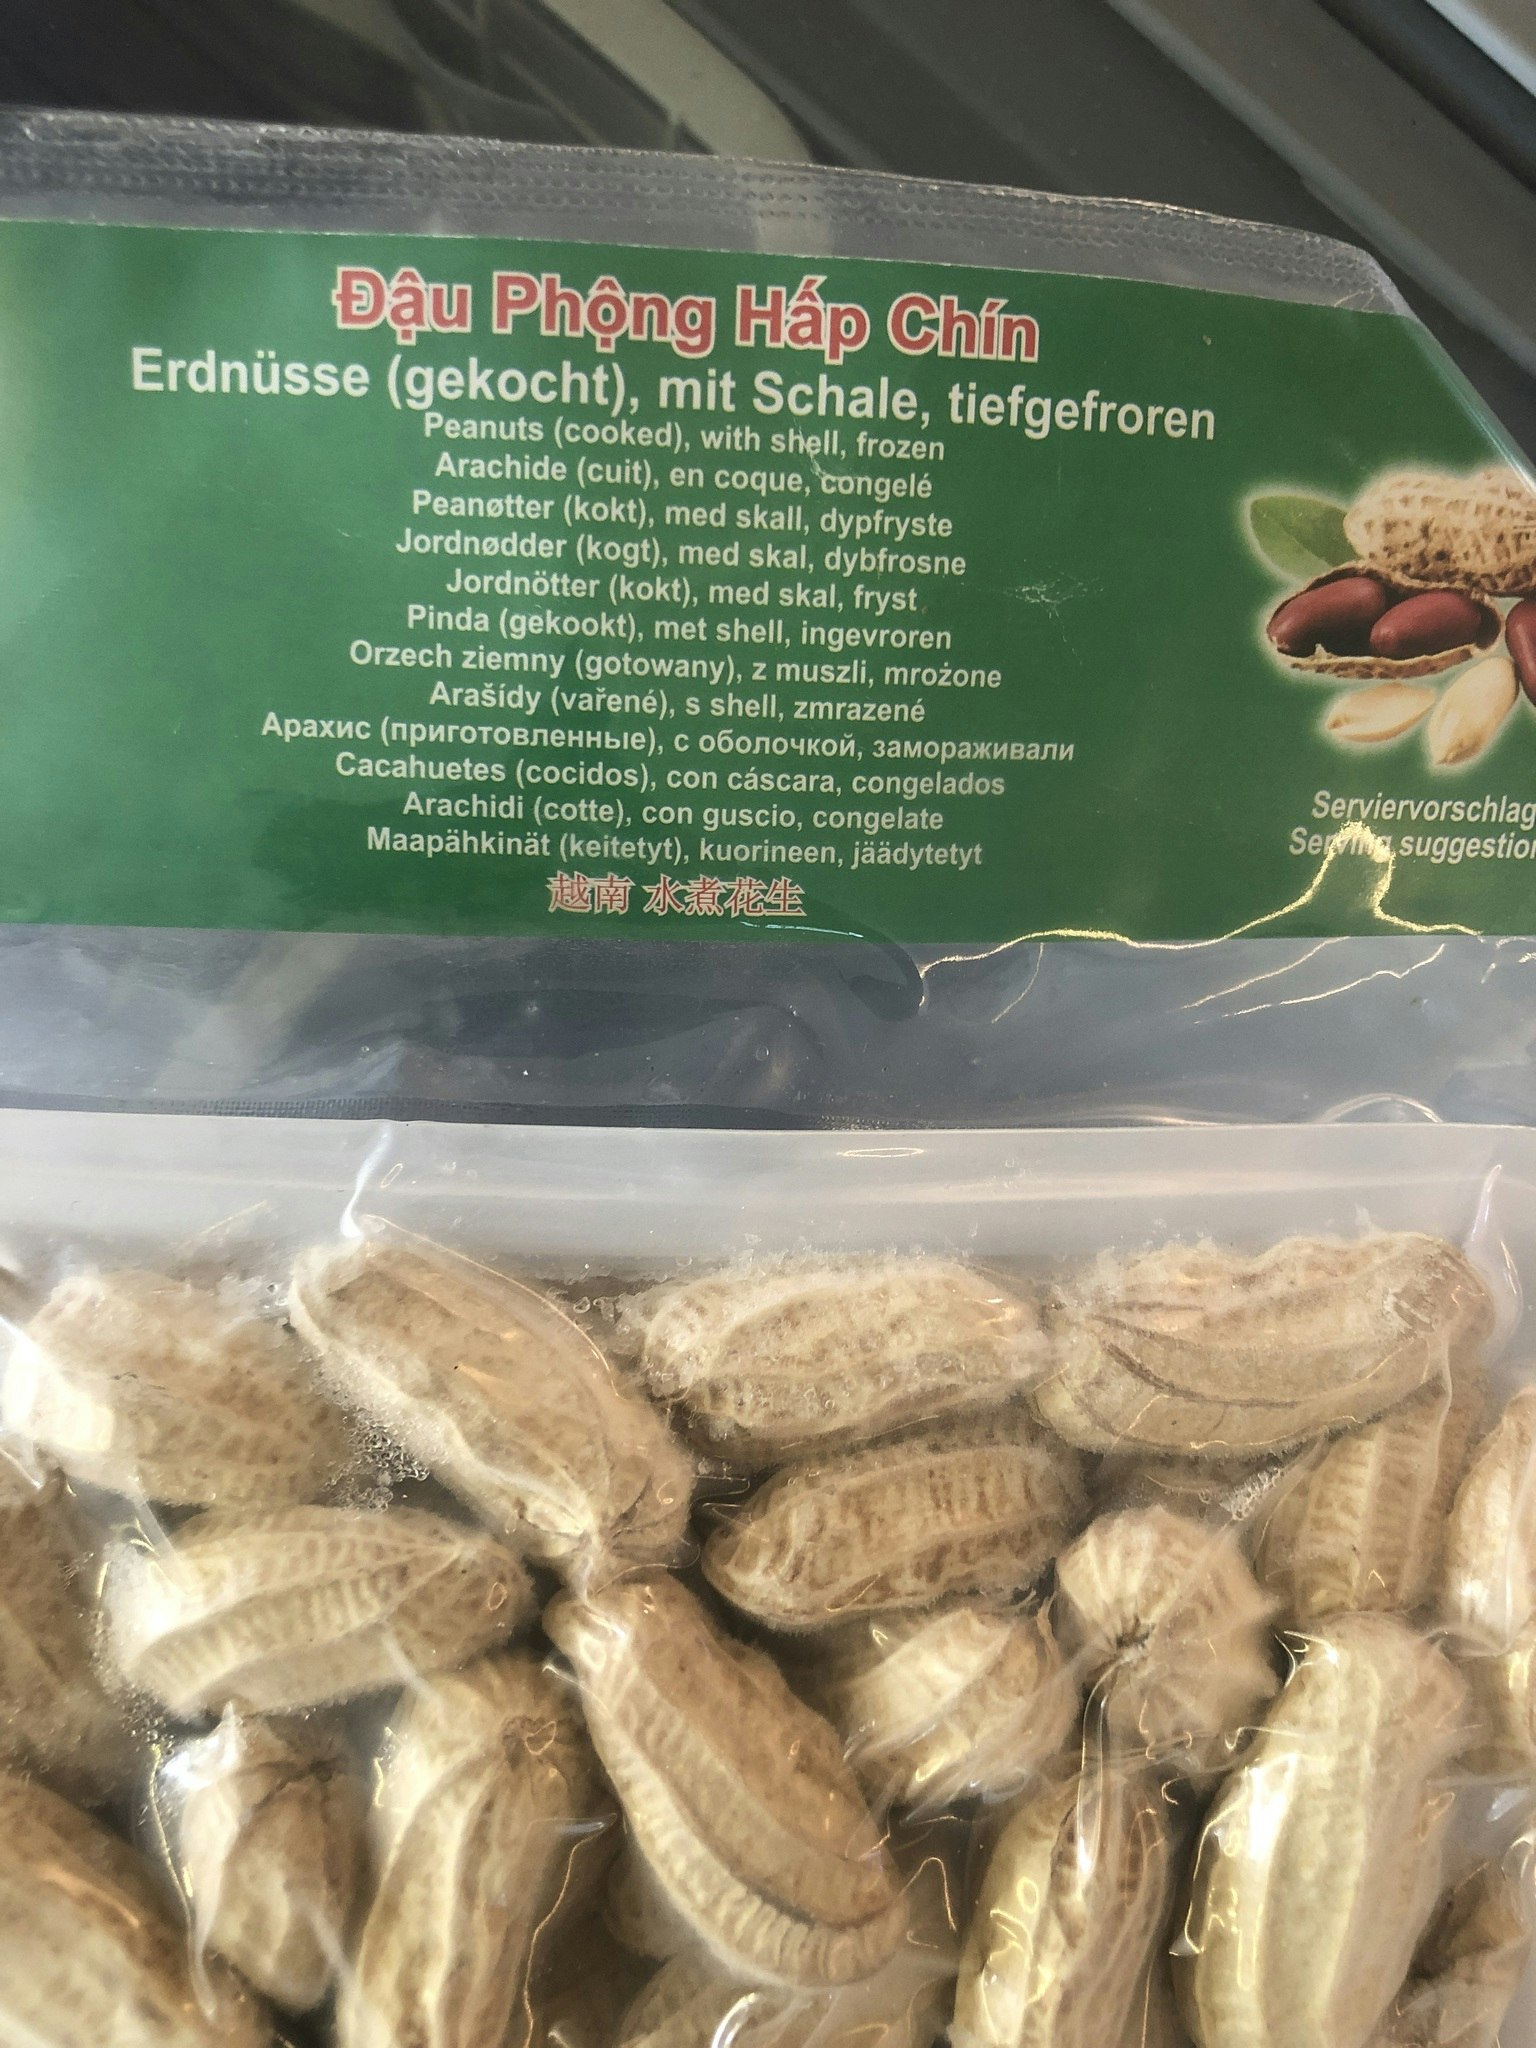 Đậu Phộng Hấp Chín
Erdnüsse (gekocht), mit Schale, tiefgefroren
Peanuts (cooked), with shell, frozen
Arachide (cuit), en coque, congelé
Peanøtter (kokt), med skall, dypfryste
Jordnødder (kogt), med skal, dybfrosne
Jordnötter (kokt), med skal, fryst
Pinda (gekookt), met shell, ingevroren
Orzech ziemny (gotowany), z muszli, mrożone
Arašídy (vařené), s shell, zmrazené
Арахис (приготовленные), с оболочкой, замораживали
Cacahuetes (cocidos), con cáscara, congelados
Arachidi (cotte), con guscio, congelate
Maapähkinät (keitetyt), kuorineen, jäädytetyt
越南 水煮花生
Serviervorschlag
Serving suggestion